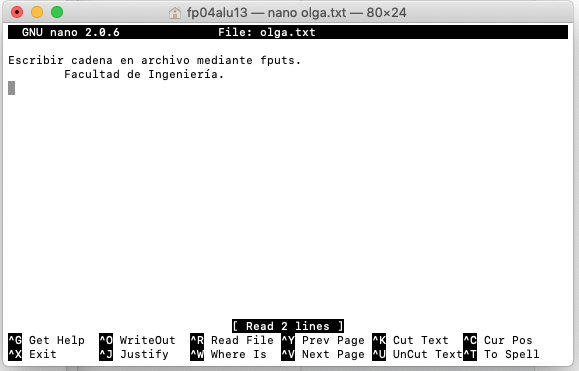 fp04alu13 — nano olga.txt — 80×24
GNU nano 2.0.6 File: olga.txt
Escribir cadena en archivo mediante fputs.
Facultad de Ingeniería.
[ Read 2 lines ]
^G Get Help ^O WriteOut ^R Read File ^Y Prev Page ^K Cut Text ^C Cur Pos
^X Exit ^J Justify ^W Where Is ^V Next Page ^U UnCut Text ^T To Spell